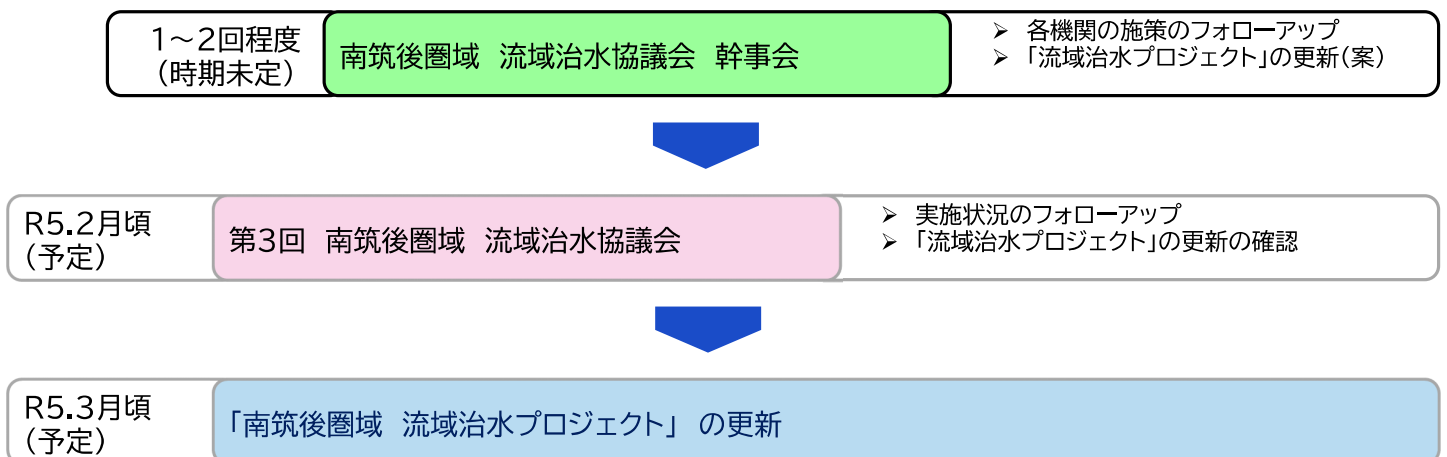 1～2回程度
(時期未定)
南筑後圏域 流域治水協議会 幹事会
➢ 各機関の施策のフォローアップ
➢ 「流域治水プロジェクト」の更新(案)
R5.2月頃
(予定)
第3回 南筑後圏域 流域治水協議会
➢ 実施状況のフォローアップ
➢ 「流域治水プロジェクト」の更新の確認
R5.3月頃
(予定)
「南筑後圏域 流域治水プロジェクト」 の更新